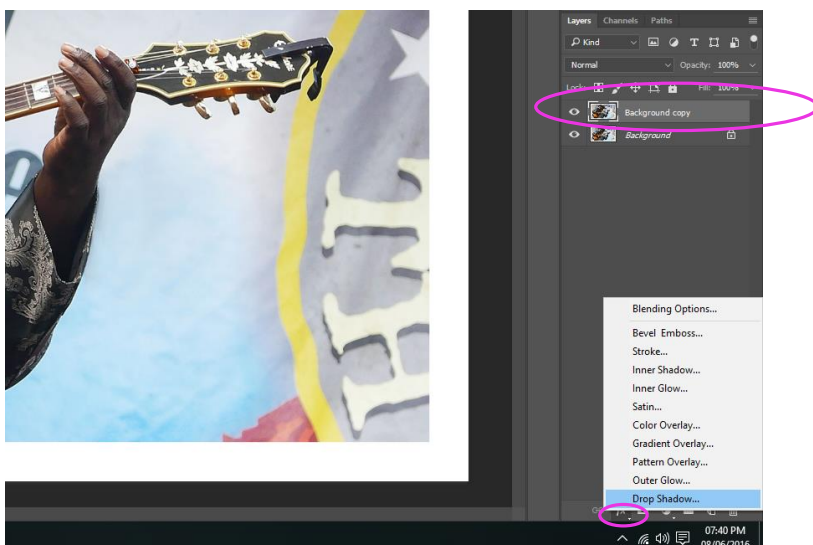 Layers Channels Paths
Kind
Normal Opacity: 100%
Lock: Fill: 100%
Background copy
Background
Blending Options...
Bevel Emboss...
Stroke...
Inner Shadow...
Inner Glow...
Satin...
Color Overlay...
Gradient Overlay...
Pattern Overlay...
Outer Glow...
Drop Shadow...
fx
07:40 PM
08/06/2016